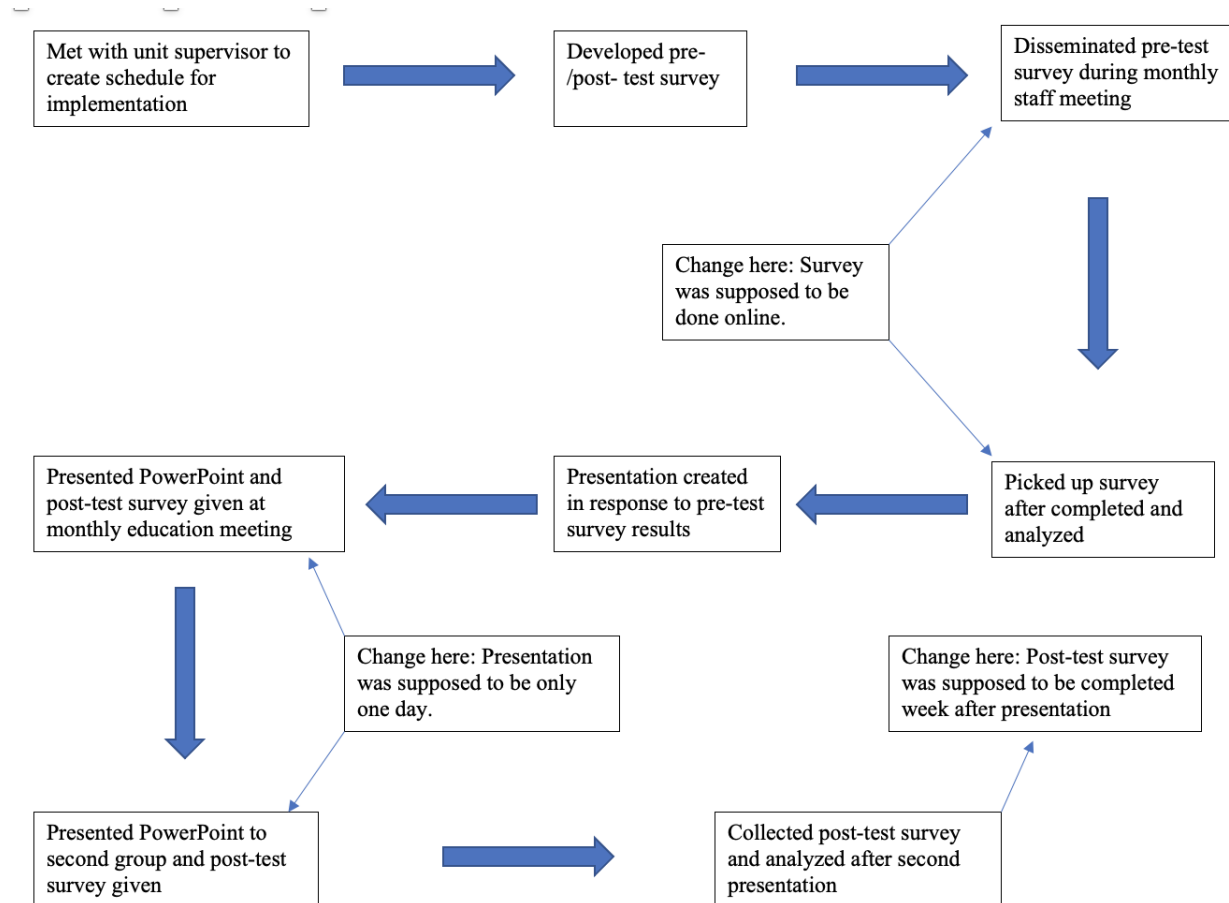 Met with unit supervisor to
create schedule for
implementation
Developed pre-
/post- test survey
Disseminated pre-test
survey during monthly
staff meeting
Change here: Survey
was supposed to be
done online.
Picked up survey
after completed and
analyzed
Presentation created
in response to pre-test
survey results
Presented PowerPoint and
post-test survey given at
monthly education meeting
Change here: Presentation
was supposed to be only
one day.
Presented PowerPoint to
second group and post-test
survey given
Collected post-test survey
and analyzed after second
presentation
Change here: Post-test survey
was supposed to be completed
week after presentation